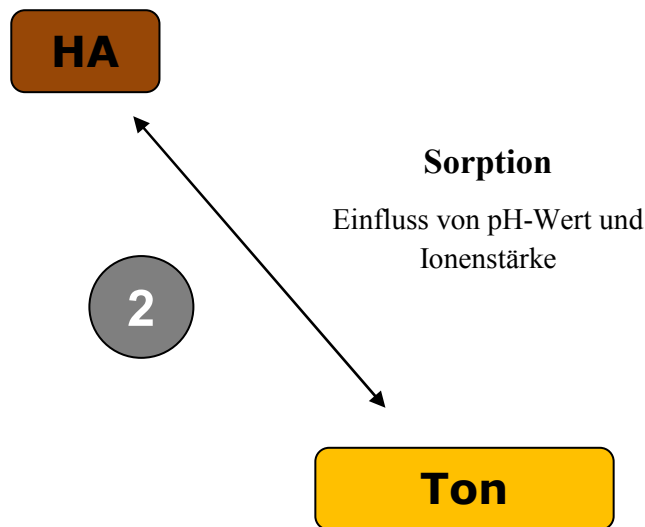 HA
Sorption
Einfluss von pH-Wert und
Ionenstärke
2
Ton